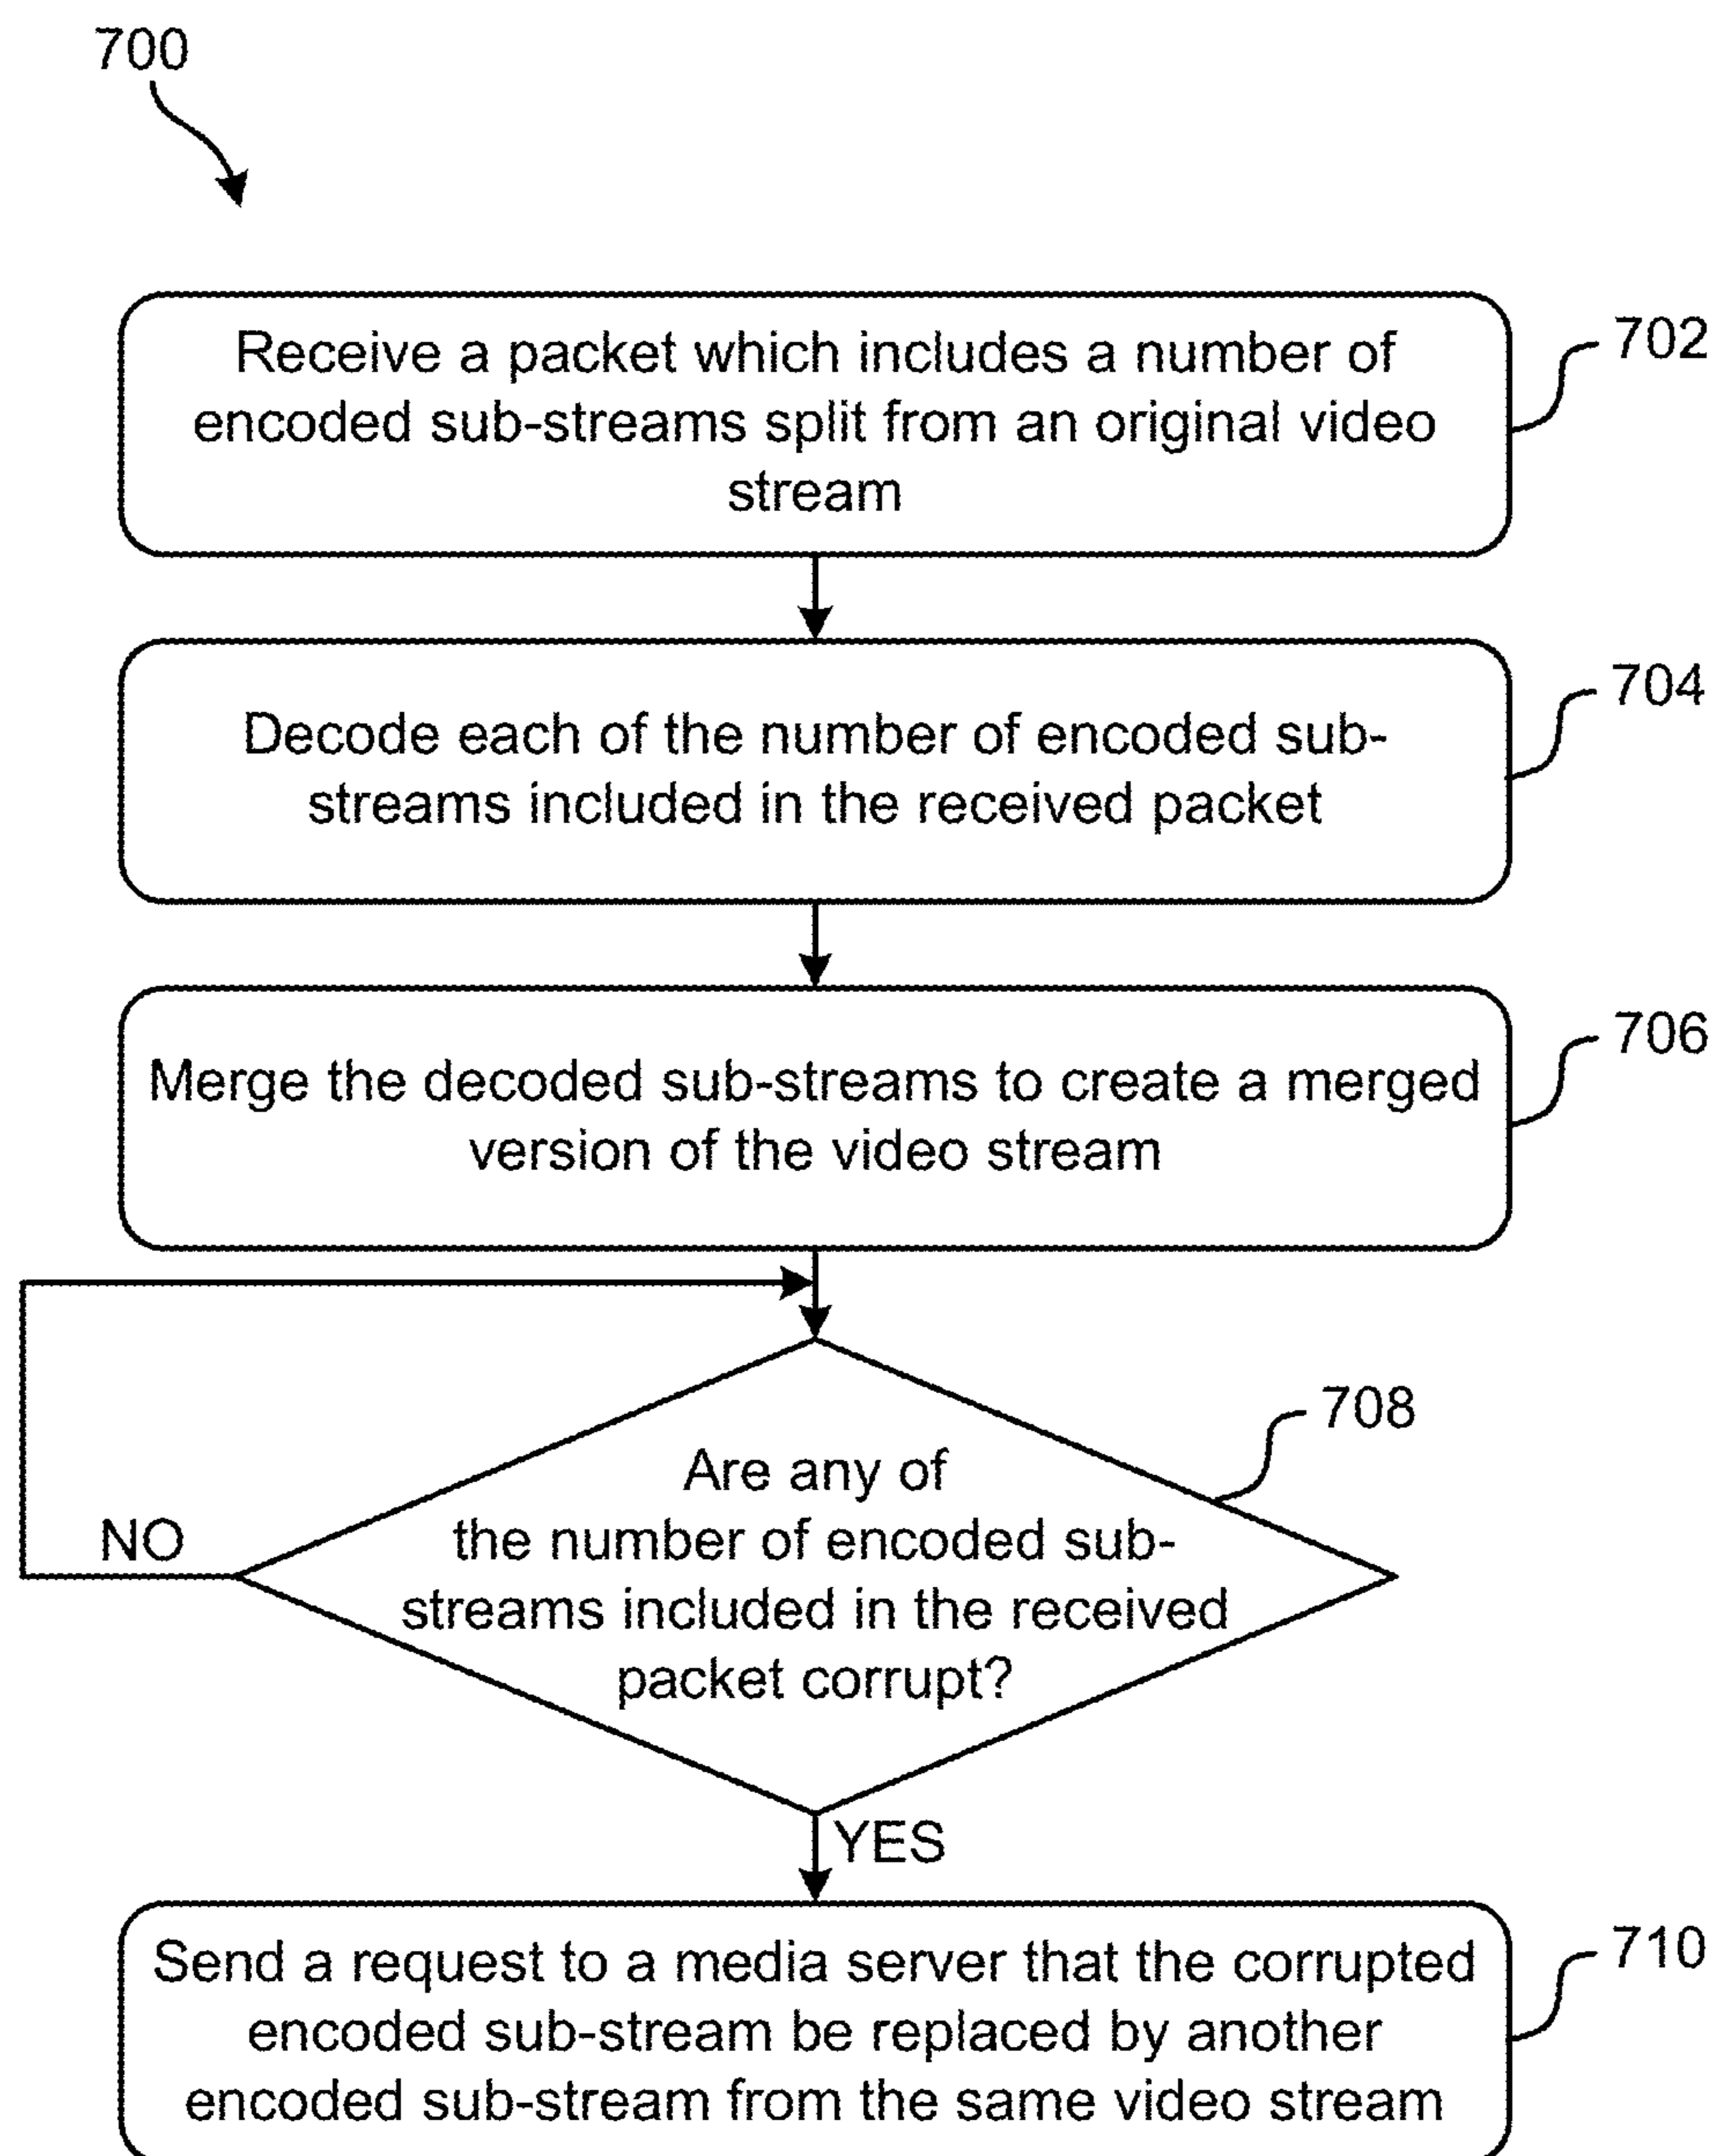 700
Receive a packet which includes a number of
encoded sub-streams split from an original video
stream
702
Decode each of the number of encoded sub-
streams included in the received packet
704
Merge the decoded sub-streams to create a merged
version of the video stream
706
Are any of
the number of encoded sub-
streams included in the received
packet corrupt?
708
NO
YES
Send a request to a media server that the corrupted
encoded sub-stream be replaced by another
encoded sub-stream from the same video stream
710